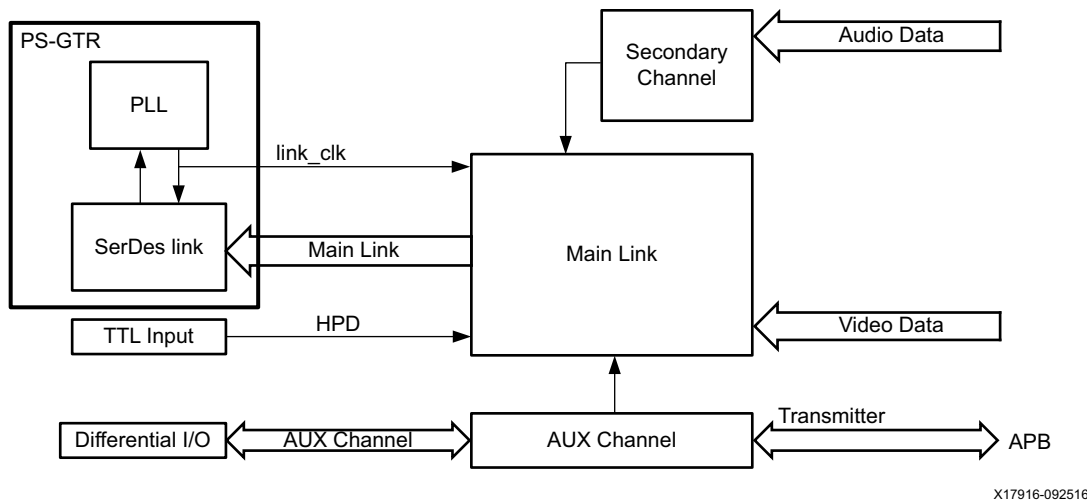 PS-GTR
PLL
SerDes link
link_clk
Main Link
TTL Input
HPD
Differential I/O
AUX Channel
Secondary
Channel
Audio Data
Main Link
Video Data
AUX Channel
Transmitter
APB
X17916-092516